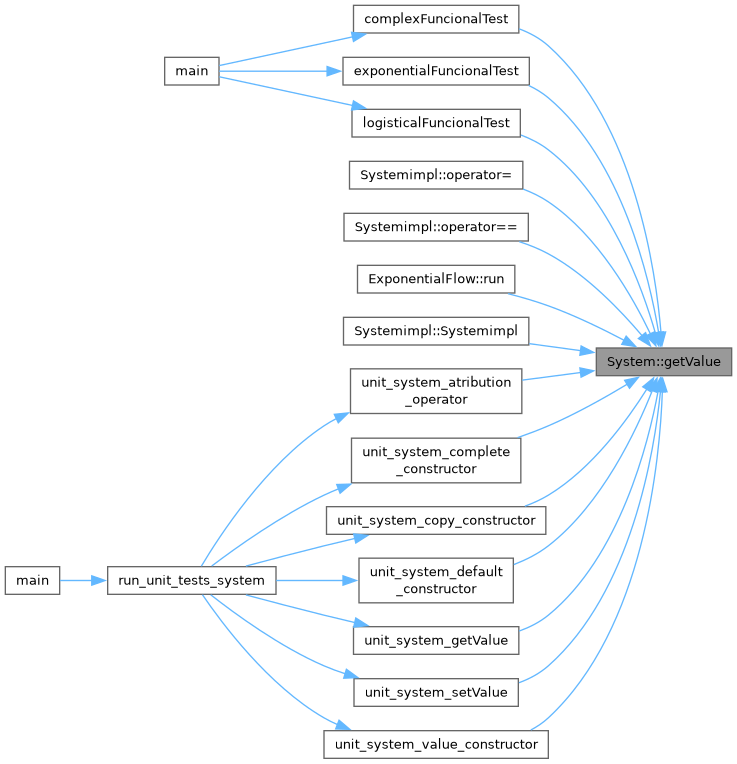 complexFuncionalTest
main
exponentialFuncionalTest
logisticalFuncionalTest
Systemimpl::operator=
Systemimpl::operator==
ExponentialFlow::run
Systemimpl::Systemimpl
System::getValue
unit_system_atribution
_operator
unit_system_complete
_constructor
unit_system_copy_constructor
main
run_unit_tests_system
unit_system_default
_constructor
unit_system_getValue
unit_system_setValue
unit_system_value_constructor